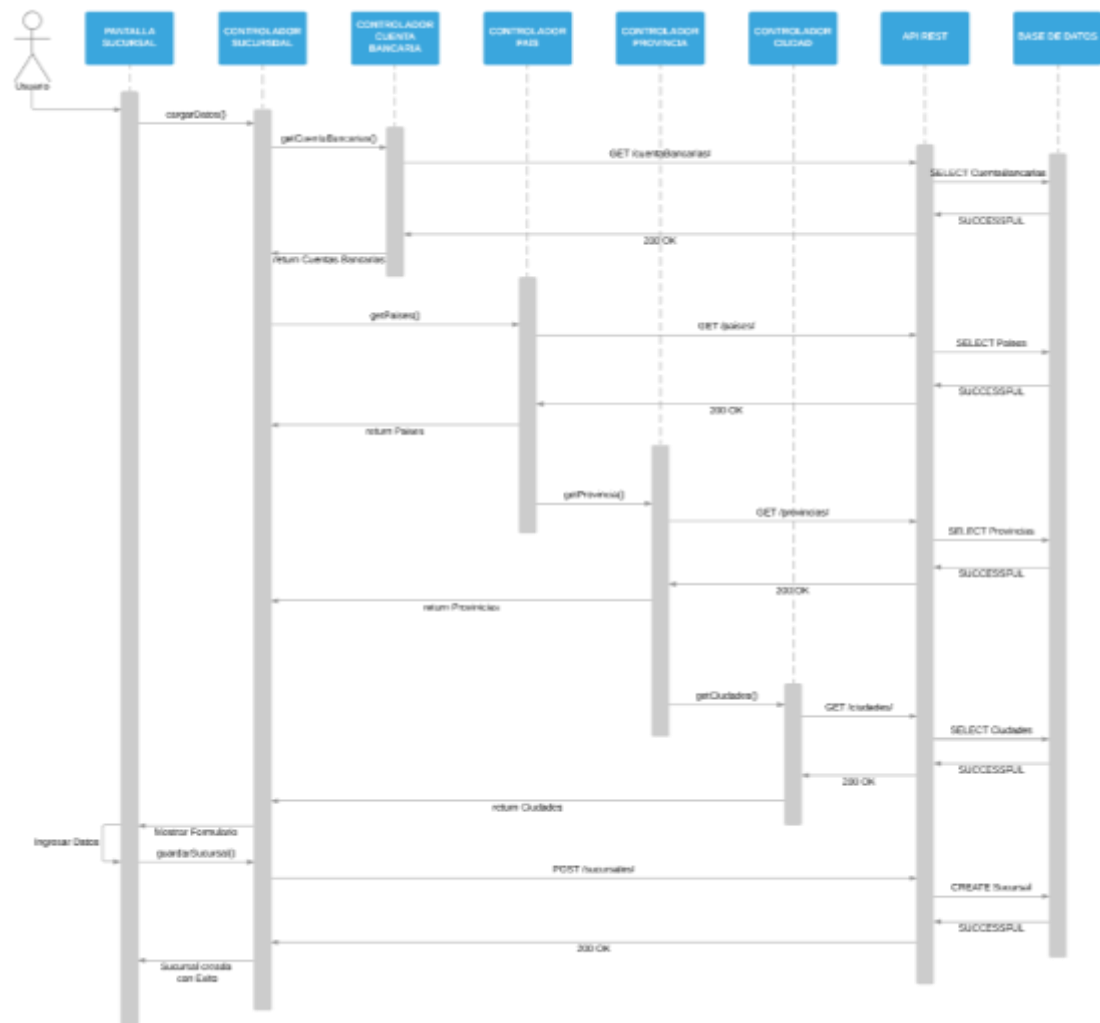 PANTALLA
SUCURSAL
CONTROLADOR
SUCURSDAL
CONTROLADOR
CUENTA
BANCARIA
CONTROLADOR
PAÍS
CONTROLADOR
PROVINCIA
CONTROLADOR
CIUDAD
API REST
BASE DE DATOS
Usuario
cargarDatos()
getCuentaBancarias()
GET /cuentaBancarias/
SELECT CuentaBancarias
SUCCESSFUL
200 OK
return Cuentas Bancarias
getPaises()
GET /paises/
SELECT Paises
SUCCESSFUL
200 OK
return Paises
getProvincia()
GET /provincias/
SELECT Provincias
SUCCESSFUL
200 OK
return Provinicias
getCiudades()
GET /ciudades/
SELECT Ciudades
SUCCESSFUL
200 OK
return Ciudades
Mostrar Formulario
Ingresar Datos
guardarSucursal()
POST /sucursales/
CREATE Sucursal
SUCCESSFUL
200 OK
Sucursal creada
con Exito